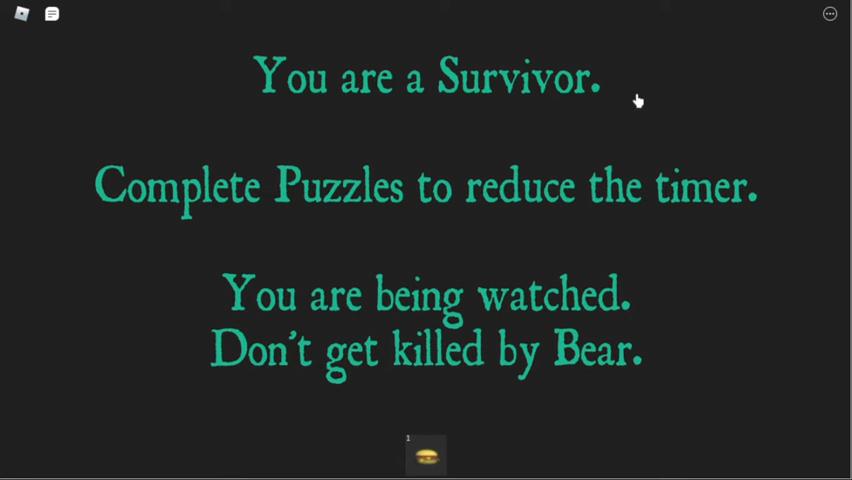 You are a Survivor.
Complete Puzzles to reduce the timer.
You are being watched.
Don't get killed by Bear.
1